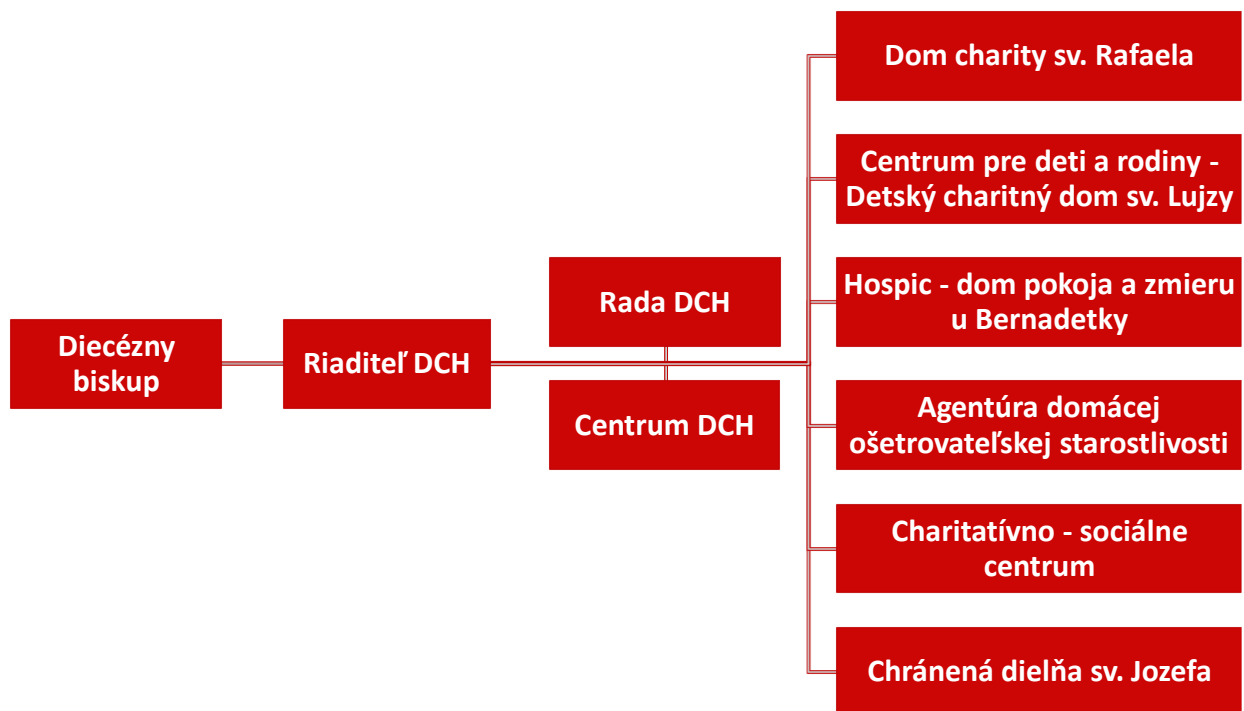 Diecézny
biskup
Riaditeľ DCH
Rada DCH
Centrum DCH
Dom charity sv. Rafaela
Centrum pre deti a rodiny -
Detský charitný dom sv. Lujzy
Hospic - dom pokoja a zmieru
u Bernadetky
Agentúra domácej
ošetrovateľskej starostlivosti
Charitatívno - sociálne
centrum
Chránená dielňa sv. Jozefa